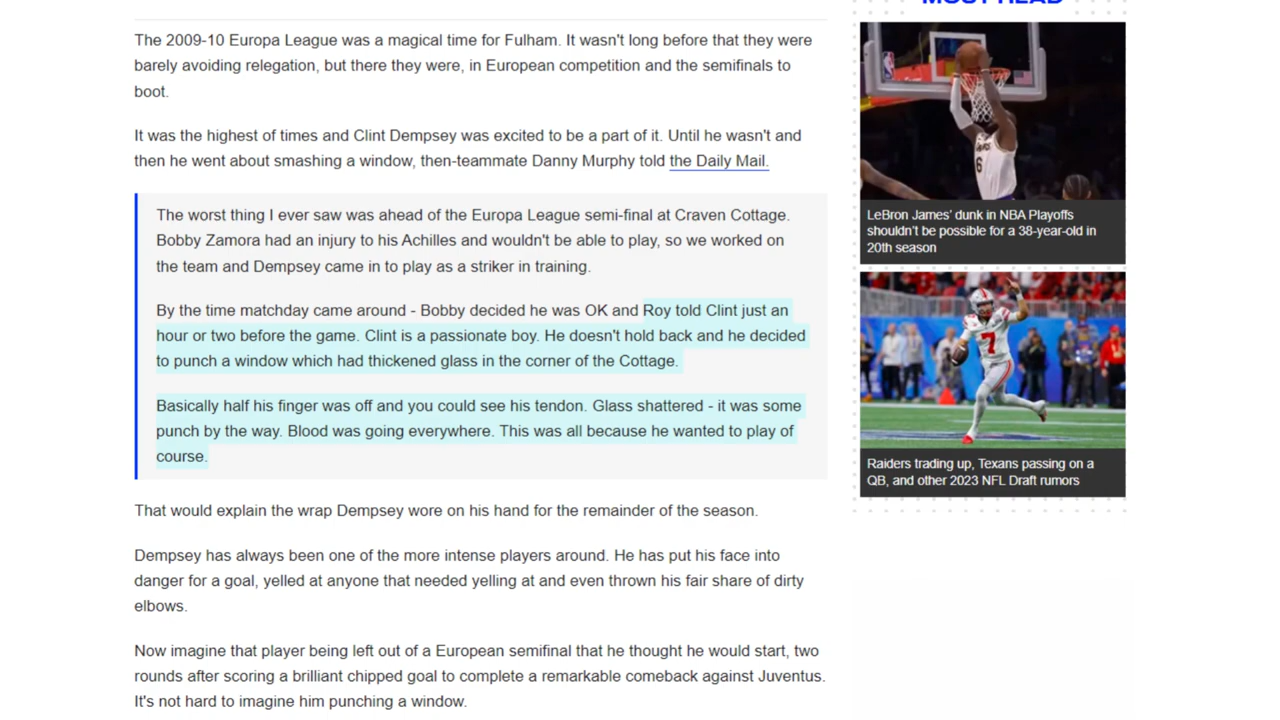 MOST READ
The 2009-10 Europa League was a magical time for Fulham. It wasn't long before that they were
barely avoiding relegation, but there they were, in European competition and the semifinals to
boot.
It was the highest of times and Clint Dempsey was excited to be a part of it. Until he wasn't and
then he went about smashing a window, then-teammate Danny Murphy told the Daily Mail.
The worst thing I ever saw was ahead of the Europa League semi-final at Craven Cottage.
Bobby Zamora had an injury to his Achilles and wouldn't be able to play, so we worked on
the team and Dempsey came in to play as a striker in training.
By the time matchday came around - Bobby decided he was OK and Roy told Clint just an
hour or two before the game. Clint is a passionate boy. He doesn't hold back and he decided
to punch a window which had thickened glass in the corner of the Cottage.
Basically half his finger was off and you could see his tendon. Glass shattered - it was some
punch by the way. Blood was going everywhere. This was all because he wanted to play of
course.
That would explain the wrap Dempsey wore on his hand for the remainder of the season.
Dempsey has always been one of the more intense players around. He has put his face into
danger for a goal, yelled at anyone that needed yelling at and even thrown his fair share of dirty
elbows.
Now imagine that player being left out of a European semifinal that he thought he would start, two
rounds after scoring a brilliant chipped goal to complete a remarkable comeback against Juventus.
It's not hard to imagine him punching a window.
6
LeBron James' dunk in NBA Playoffs
shouldn't be possible for a 38-year-old in
20th season
7
Raiders trading up, Texans passing on a
QB, and other 2023 NFL Draft rumors